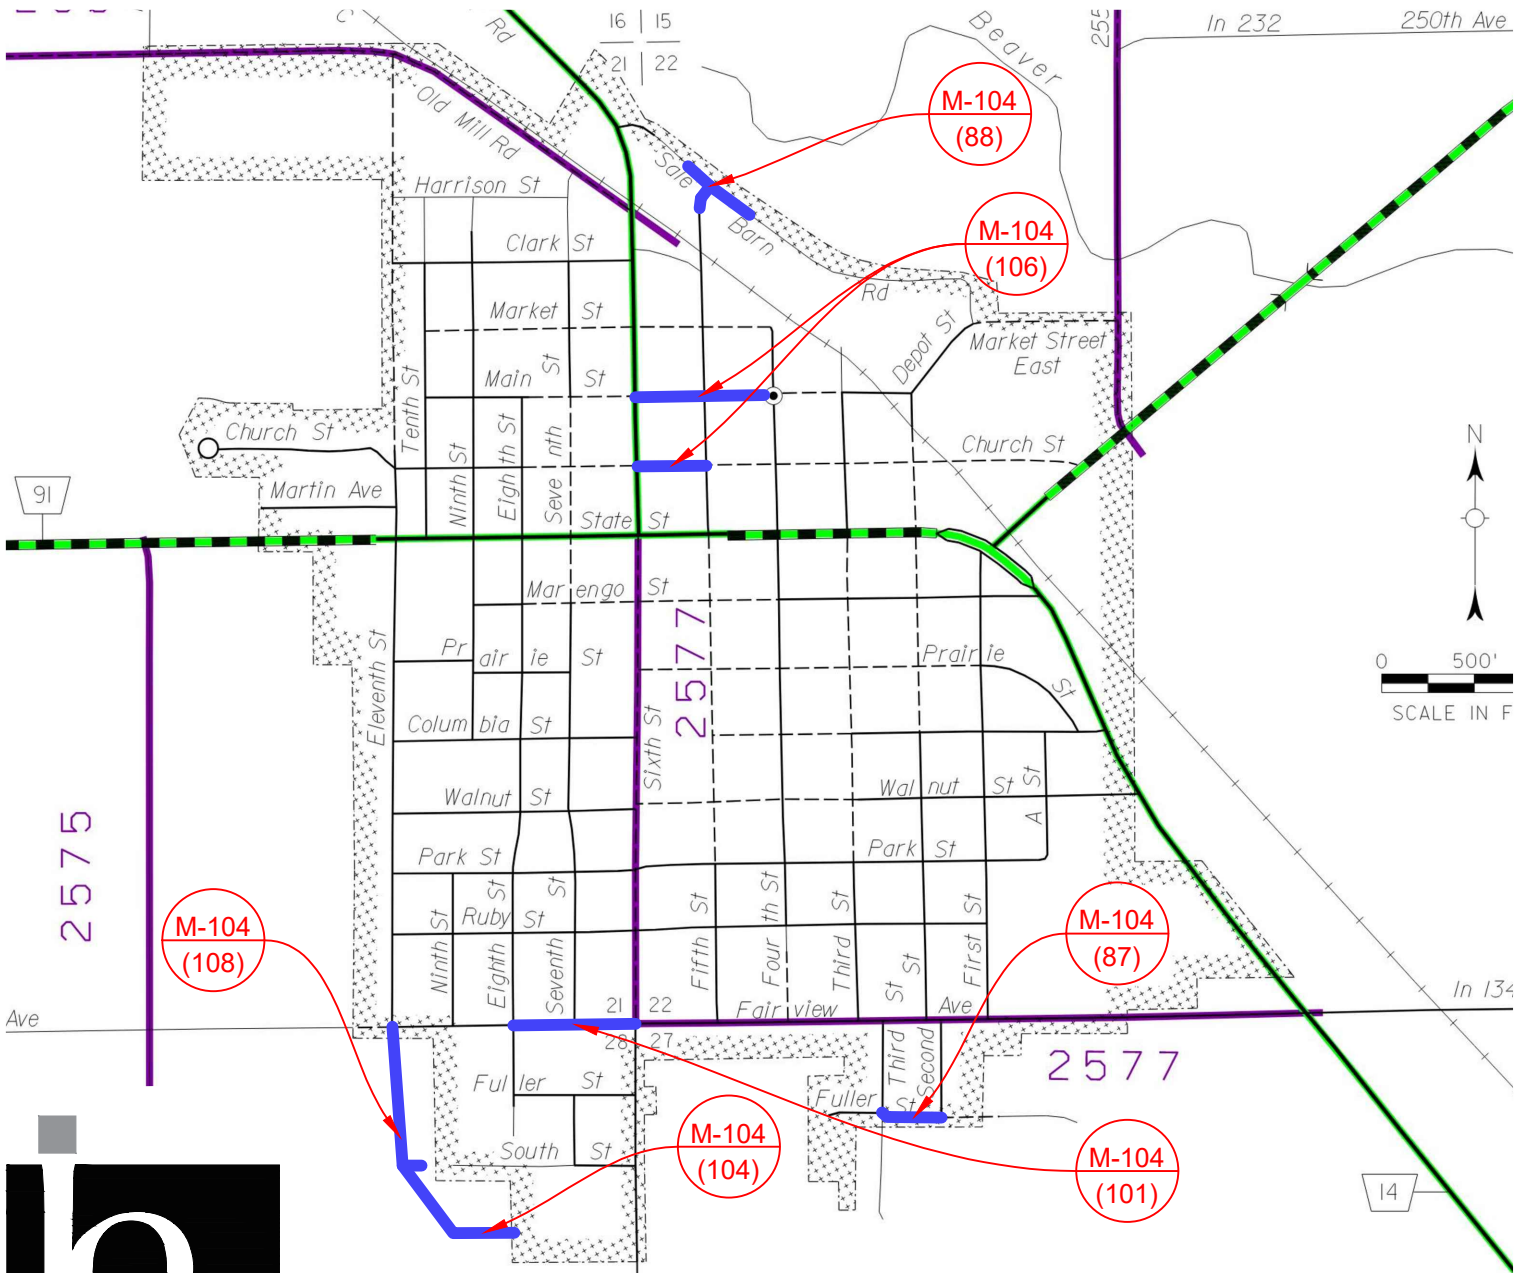 Rd
16 15
21 22
Beaver
255
In 232
250th Ave
Old Mill Rd
M-104
(88)
Sale Barn Rd
Harrison St
Clark St
M-104
(106)
Market St
Depot St
Market Street
East
Main St
Tenth St
Church St
Church St
Ninth St
Eighth St
Seventh St
Martin Ave
91
State St
N
Marengo St
Prairie St
Prairie St
2577
0 500'
SCALE IN F
Eleventh St
Columbia St
Sixth St
Walnut St
Walnut St
A St
2575
Park St
Park St
M-104
(108)
Ruby St
M-104
(87)
Ninth St
Eighth St
Seventh St
Fifth St
Fourth St
Third St
St
First St
In 134
Ave
21 22
Fair view Ave
28 27
Third
Second
2577
Fuller St
Fuller St
M-104
(104)
South St
M-104
(101)
14